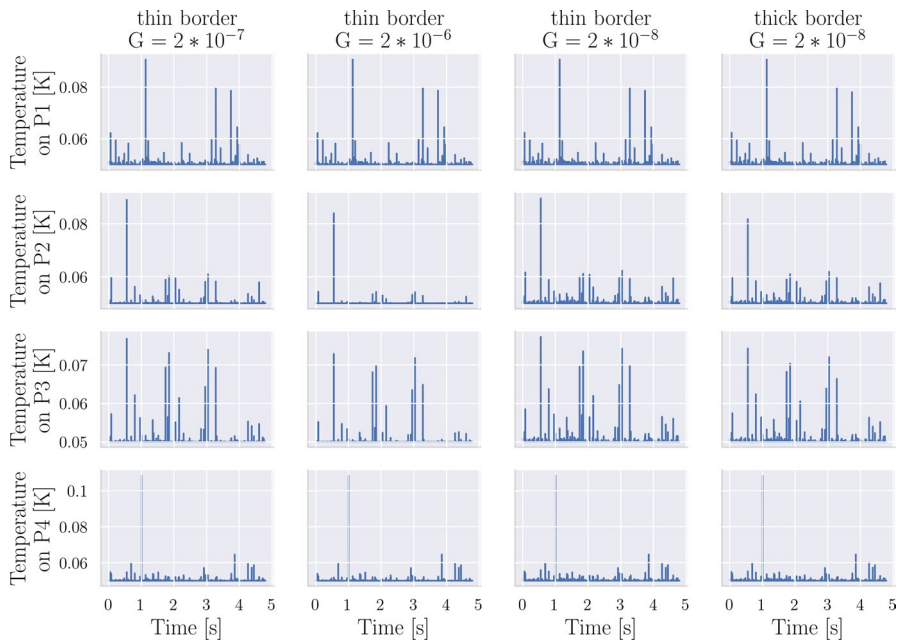 thin border
G = 2 * 10⁻⁷
thin border
G = 2 * 10⁻⁶
thin border
G = 2 * 10⁻⁸
thick border
G = 2 * 10⁻⁸
Temperature
on P1 [K]
0.08
0.06
Temperature
on P2 [K]
0.08
0.06
Temperature
on P3 [K]
0.07
0.06
0.05
Temperature
on P4 [K]
0.1
0.08
0.06
0 1 2 3 4 5
0 1 2 3 4 5
0 1 2 3 4 5
0 1 2 3 4 5
Time [s]
Time [s]
Time [s]
Time [s]